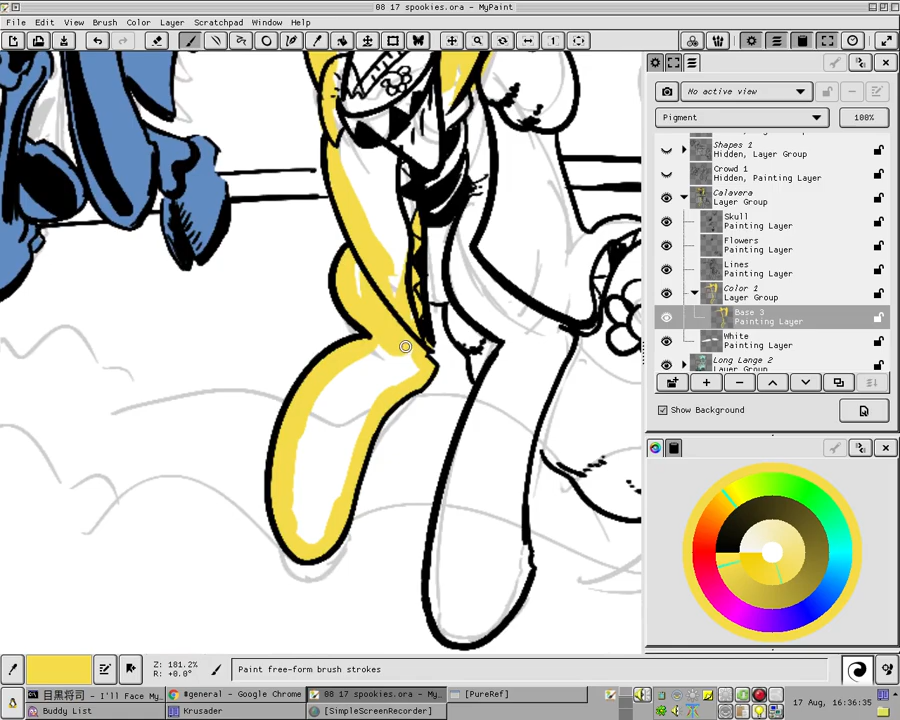 08 17 spookies.ora - MyPaint
File Edit View Brush Color Layer Scratchpad Window Help
No active view
Pigment
100%
Shapes 1
Hidden, Layer Group
Crowd 1
Hidden, Painting Layer
Calavera
Layer Group
Skull
Painting Layer
Flowers
Painting Layer
Lines
Painting Layer
Color 1
Layer Group
Base 3
Painting Layer
White
Painting Layer
Long Lange 2
Layer Group
Show Background
Z: 181.2%
R: +0.0°
Paint free-form brush strokes
目黒将司 - I'll Face My…
#general - Google Chrome
08 17 spookies.ora - My…
[PureRef]
Buddy List
Krusader
[SimpleScreenRecorder]
17 Aug, 16:36:35